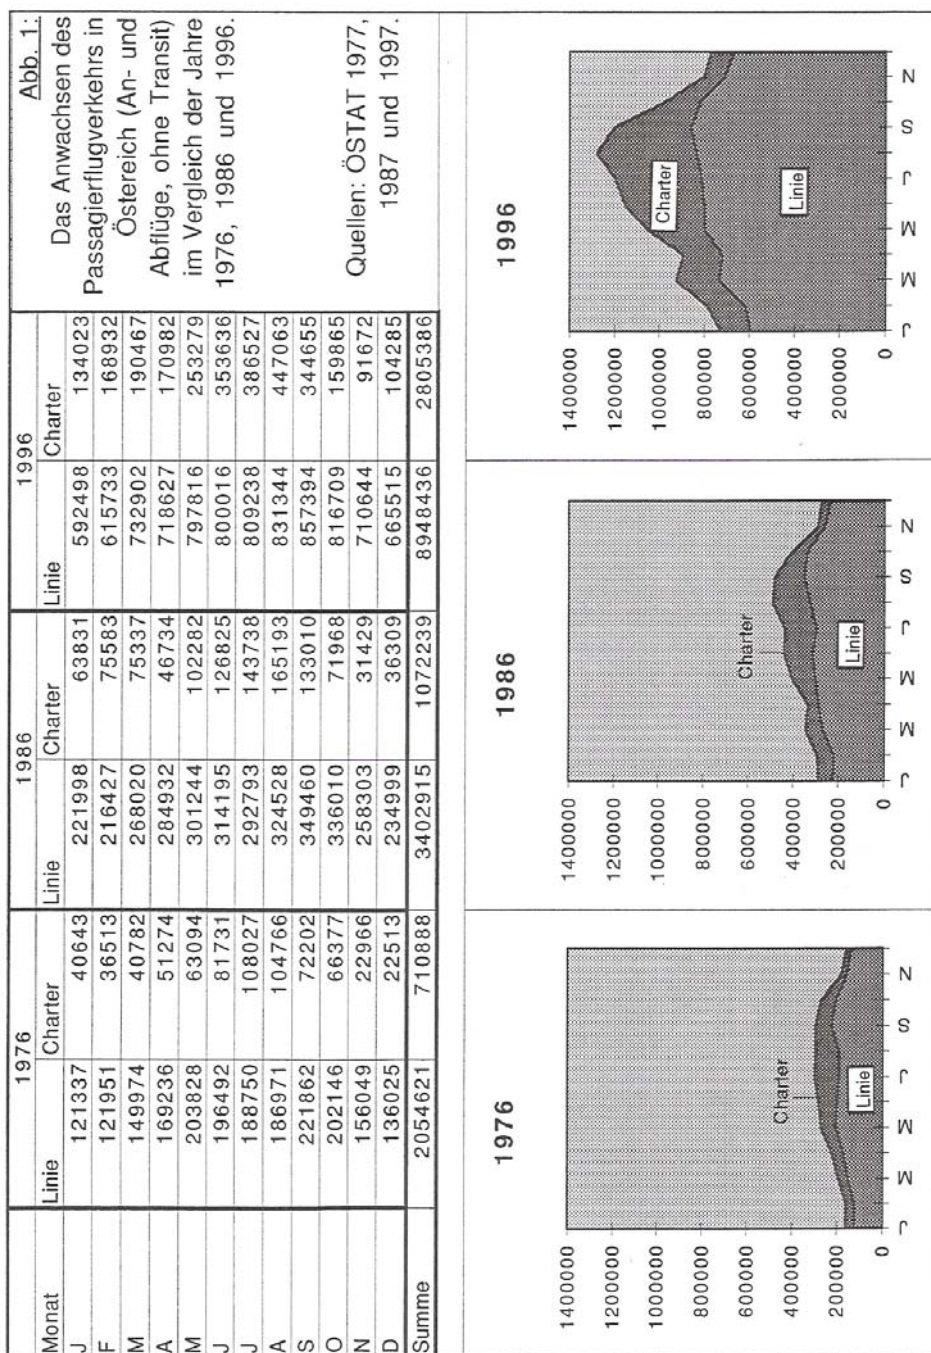 1976 1986 1996
Monat Linie Charter Linie Charter Linie Charter
J 121337 40643 221998 63831 592498 134023
F 121951 36513 216427 75583 615733 168932
M 149974 40782 268020 75337 732902 190467
A 169236 51274 284932 46734 718627 170982
M 203828 63094 301244 102282 797816 253279
J 196492 81731 314195 126825 800016 353636
J 188750 108027 292793 143738 809238 386527
A 186971 104766 324528 165193 831344 447063
S 221862 72202 349460 133010 857394 344655
O 202146 66377 336010 71968 816709 159865
N 156049 22966 258303 31429 710644 91672
D 136025 22513 234999 36309 665515 104285
Summe 2054621 710888 3402915 1072239 8948436 2805386
Abb. 1:
Das Anwachsen des
Passagierflugverkehrs in
Östereich (An- und
Abflüge, ohne Transit)
im Vergleich der Jahre
1976, 1986 und 1996.
Quellen: ÖSTAT 1977,
1987 und 1997.
1976
1400000
1200000
1000000
800000
600000
400000
200000
0
Charter
Linie
J M M J S N
1986
1400000
1200000
1000000
800000
600000
400000
200000
0
Charter
Linie
J M M J S N
1996
1400000
1200000
1000000
800000
600000
400000
200000
0
Charter
Linie
J M M J S N